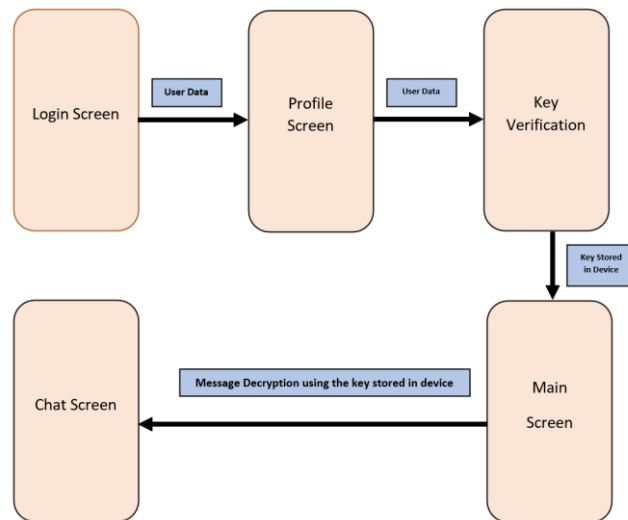 Login Screen
User Data
Profile
Screen
User Data
Key
Verification
Key Stored
in Device
Main
Screen
Message Decryption using the key stored in device
Chat Screen